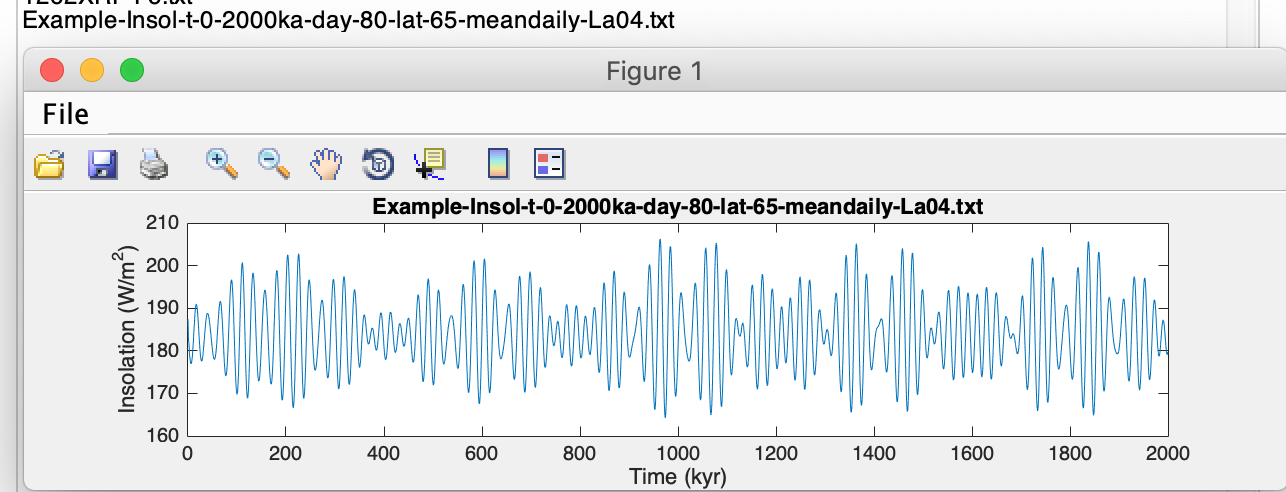 Example-Insol-t-0-2000ka-day-80-lat-65-meandaily-La04.txt
Figure 1
File
Example-Insol-t-0-2000ka-day-80-lat-65-meandaily-La04.txt
210
200
190
180
170
160
Insolation (W/m²)
0 200 400 600 800 1000 1200 1400 1600 1800 2000
Time (kyr)